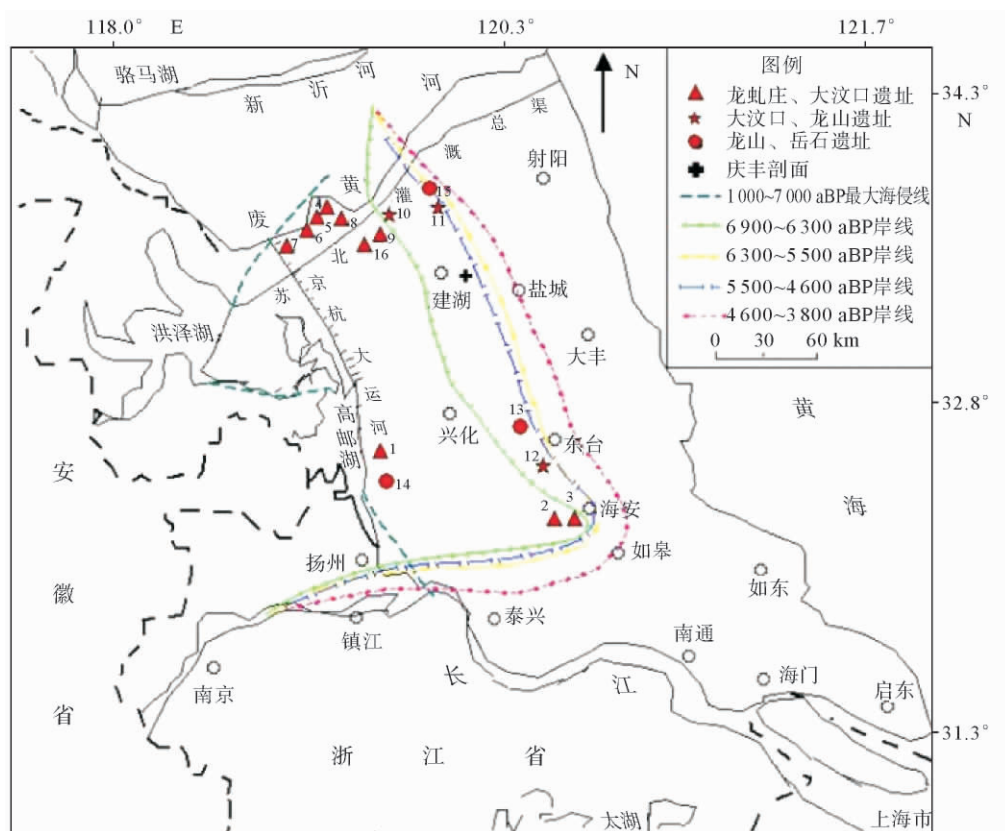 118.0° E
120.3°
121.7°
34.3°
N
32.8°
31.3°
N
图例
龙虬庄、大汶口遗址
大汶口、龙山遗址
龙山、岳石遗址
庆丰剖面
1 000~7 000 aBP最大海侵线
6 900~6 300 aBP岸线
6 300~5 500 aBP岸线
5 500~4 600 aBP岸线
4 600~3 800 aBP岸线
0 30 60 km
骆马湖
新沂河
苏北灌溉总渠
废黄河
射阳
4
5
6
7
8
9
10
11
15
16
建湖
盐城
洪泽湖
京杭大运河
大丰
高邮湖
兴化
13
东台
12
1
14
2
3
海安
黄海
安徽省
扬州
如皋
如东
镇江
泰兴
南京
南通
长江
海门
启东
浙江省
太湖
上海市